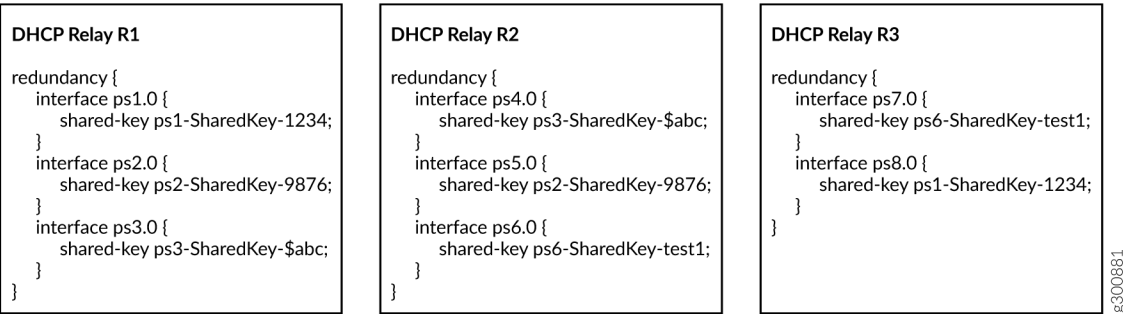 DHCP Relay R1
redundancy {
interface ps1.0 {
shared-key ps1-SharedKey-1234;
}
interface ps2.0 {
shared-key ps2-SharedKey-9876;
}
interface ps3.0 {
shared-key ps3-SharedKey-$abc;
}
}
DHCP Relay R2
redundancy {
interface ps4.0 {
shared-key ps3-SharedKey-$abc;
}
interface ps5.0 {
shared-key ps2-SharedKey-9876;
}
interface ps6.0 {
shared-key ps6-SharedKey-test1;
}
}
DHCP Relay R3
redundancy {
interface ps7.0 {
shared-key ps6-SharedKey-test1;
}
interface ps8.0 {
shared-key ps1-SharedKey-1234;
}
}
g300881